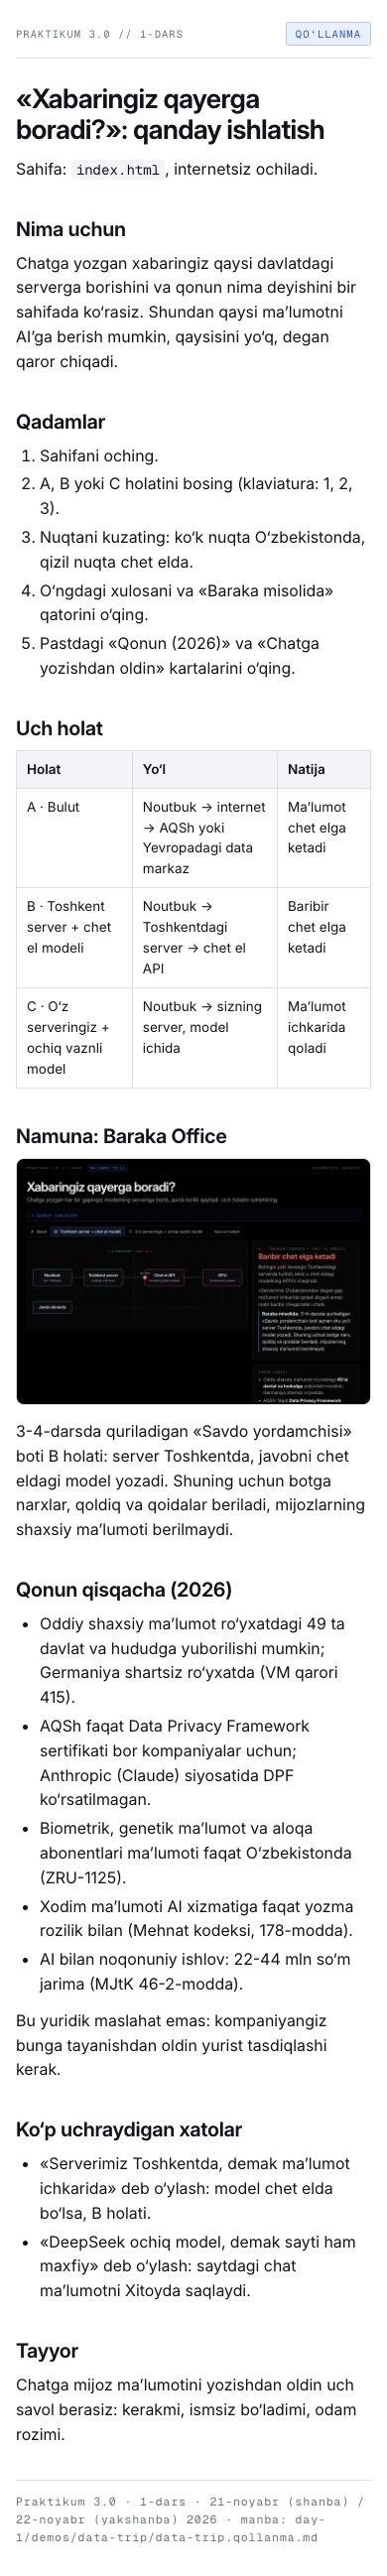 PRAKTIKUM 3.0 // 1-DARS
QO‘LLANMA
«Xabaringiz qayerga
boradi?»: qanday ishlatish
Sahifa: index.html, internetsiz ochiladi.
Nima uchun
Chatga yozgan xabaringiz qaysi davlatdagi
serverga borishini va qonun nima deyishini bir
sahifada ko‘rasiz. Shundan qaysi ma’lumotni
AI’ga berish mumkin, qaysisini yo‘q, degan
qaror chiqadi.
Qadamlar
1. Sahifani oching.
2. A, B yoki C holatini bosing (klaviatura: 1, 2,
3).
3. Nuqtani kuzating: ko‘k nuqta O‘zbekistonda,
qizil nuqta chet elda.
4. O‘ngdagi xulosani va «Baraka misolida»
qatorini o‘qing.
5. Pastdagi «Qonun (2026)» va «Chatga
yozishdan oldin» kartalarini o‘qing.
Uch holat
Holat Yo‘l Natija
A · Bulut Noutbuk → internet → AQSh yoki Yevropadagi data markaz Ma’lumot chet elga ketadi
B · Toshkent server + chet el modeli Noutbuk → Toshkentdagi server → chet el API Baribir chet elga ketadi
C · O‘z serveringiz + ochiq vaznli model Noutbuk → sizning server, model ichida Ma’lumot ichkarida qoladi
Namuna: Baraka Office
Xabaringiz qayerga boradi?
Baribir chet elga ketadi
3-4-darsda quriladigan «Savdo yordamchisi»
boti B holati: server Toshkentda, javobni chet
eldagi model yozadi. Shuning uchun botga
narxlar, qoldiq va qoidalar beriladi, mijozlarning
shaxsiy ma’lumoti berilmaydi.
Qonun qisqacha (2026)
• Oddiy shaxsiy ma’lumot ro‘yxatdagi 49 ta
davlat va hududga yuborilishi mumkin;
Germaniya shartsiz ro‘yxatda (VM qarori
415).
• AQSh faqat Data Privacy Framework
sertifikati bor kompaniyalar uchun;
Anthropic (Claude) siyosatida DPF
ko‘rsatilmagan.
• Biometrik, genetik ma’lumot va aloqa
abonentlari ma’lumoti faqat O‘zbekistonda
(ZRU-1125).
• Xodim ma’lumoti AI xizmatiga faqat yozma
rozilik bilan (Mehnat kodeksi, 178-modda).
• AI bilan noqonuniy ishlov: 22-44 mln so‘m
jarima (MJtK 46-2-modda).
Bu yuridik maslahat emas: kompaniyangiz
bunga tayanishdan oldin yurist tasdiqlashi
kerak.
Ko‘p uchraydigan xatolar
• «Serverimiz Toshkentda, demak ma’lumot
ichkarida» deb o‘ylash: model chet elda
bo‘lsa, B holati.
• «DeepSeek ochiq model, demak sayti ham
maxfiy» deb o‘ylash: saytdagi chat
ma’lumotni Xitoyda saqlaydi.
Tayyor
Chatga mijoz ma’lumotini yozishdan oldin uch
savol berasiz: kerakmi, ismsiz bo‘ladimi, odam
rozimi.
Praktikum 3.0 · 1-dars · 21-noyabr (shanba) /
22-noyabr (yakshanba) 2026 · manba: day-
1/demos/data-trip/data-trip.qollanma.md